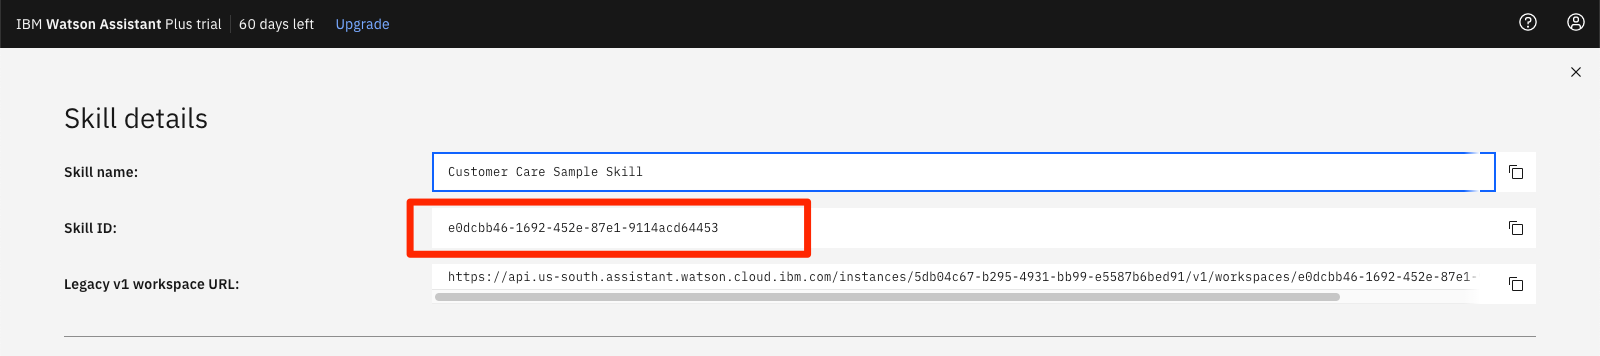 IBM Watson Assistant Plus trial 60 days left Upgrade
Skill details
Skill name: Customer Care Sample Skill
Skill ID: e0dcbb46-1692-452e-87e1-9114acd64453
Legacy v1 workspace URL: https://api.us-south.assistant.watson.cloud.ibm.com/instances/5db04c67-b295-4931-bb99-e5587b6bed91/v1/workspaces/e0dcbb46-1692-452e-87e1-